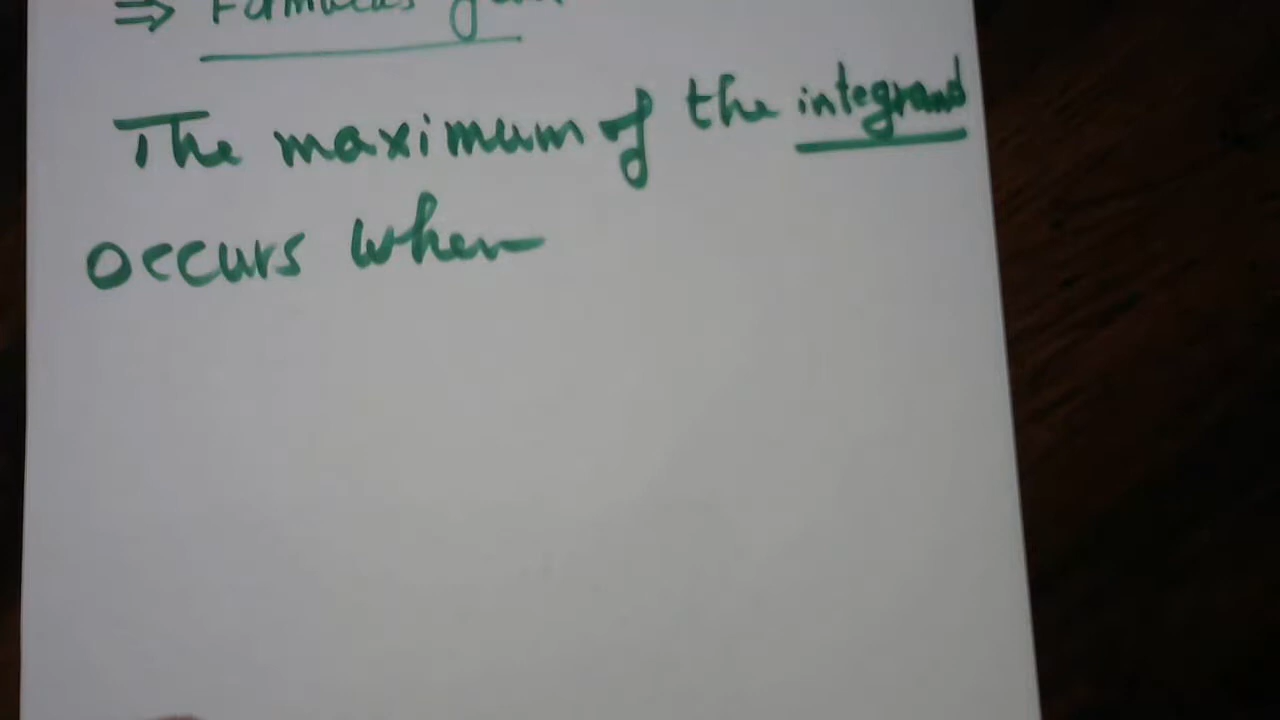 ⇒
The maximum of the integrand
occurs when